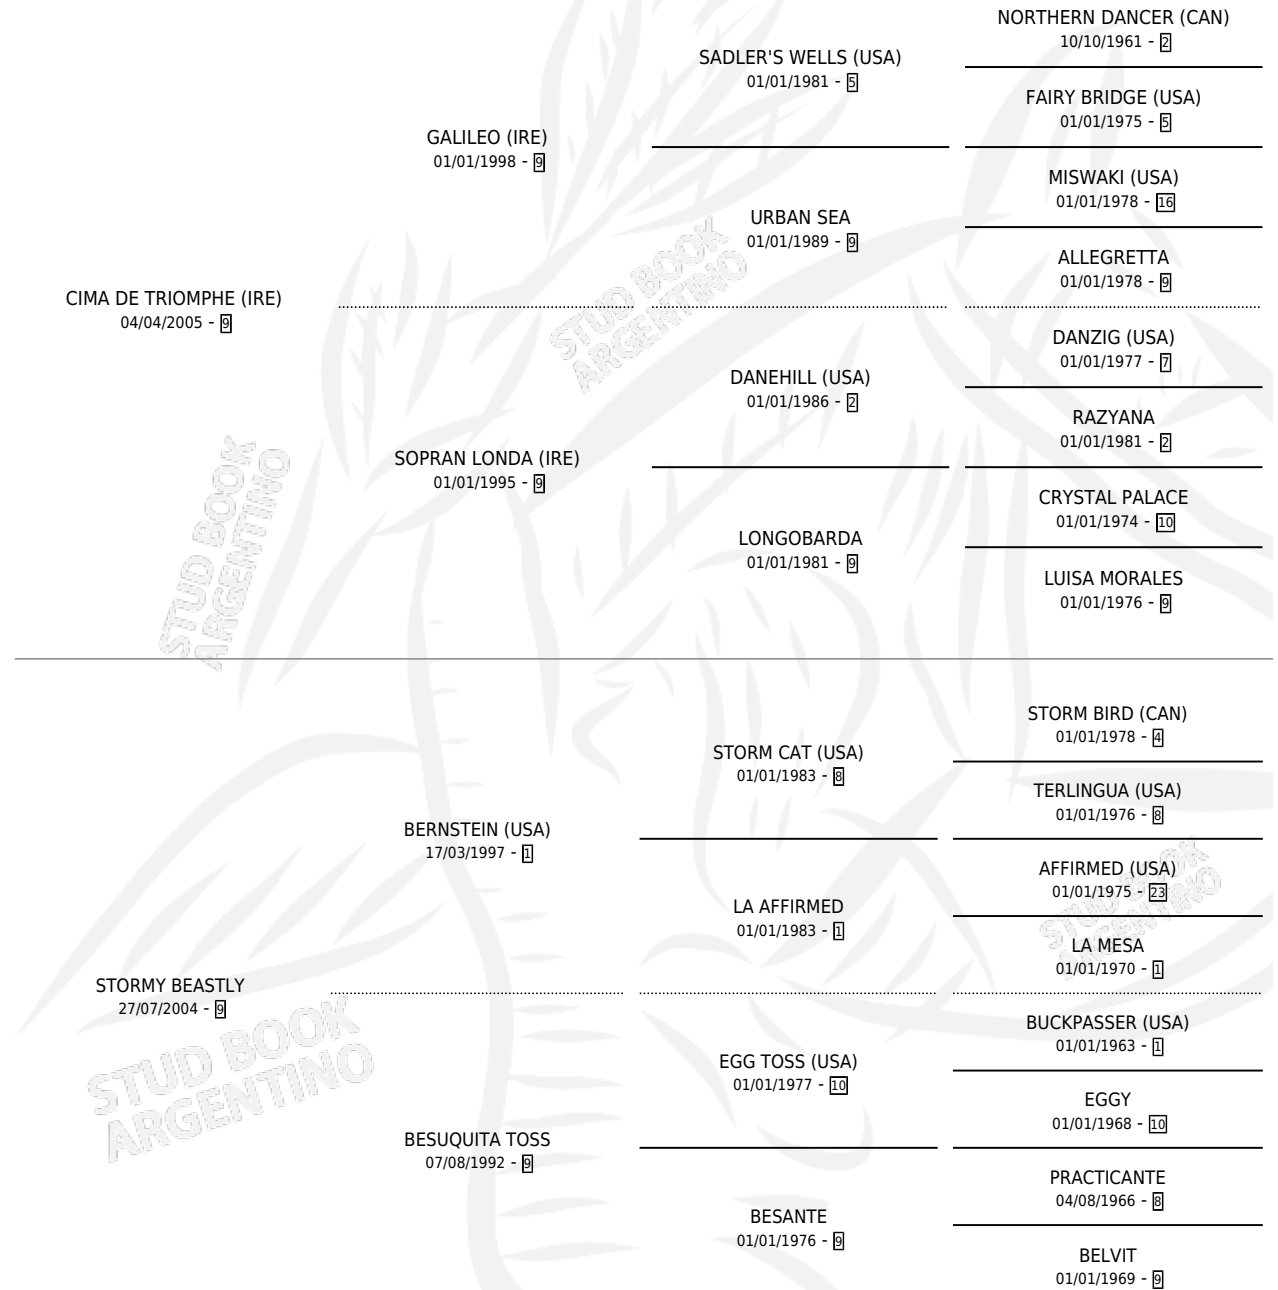 NORTHERN DANCER (CAN)
10/10/1961 - 2
SADLER'S WELLS (USA)
01/01/1981 - 5
FAIRY BRIDGE (USA)
01/01/1975 - 5
GALILEO (IRE)
01/01/1998 - 9
MISWAKI (USA)
01/01/1978 - 16
URBAN SEA
01/01/1989 - 9
ALLEGRETTA
01/01/1978 - 9
CIMA DE TRIOMPHE (IRE)
04/04/2005 - 9
STUD BOOK
ARGENTINO
DANZIG (USA)
01/01/1977 - 7
DANEHILL (USA)
01/01/1986 - 2
RAZYANA
01/01/1981 - 2
SOPRAN LONDA (IRE)
01/01/1995 - 9
CRYSTAL PALACE
01/01/1974 - 10
LONGOBARDA
01/01/1981 - 9
LUISA MORALES
01/01/1976 - 9
STUD BOOK
ARGENTINO
STORM BIRD (CAN)
01/01/1978 - 4
STORM CAT (USA)
01/01/1983 - 8
TERLINGUA (USA)
01/01/1976 - 8
BERNSTEIN (USA)
17/03/1997 - 1
AFFIRMED (USA)
01/01/1975 - 23
LA AFFIRMED
01/01/1983 - 1
STUD BOOK
ARGENTINO
LA MESA
01/01/1970 - 1
STORMY BEASTLY
27/07/2004 - 9
BUCKPASSER (USA)
01/01/1963 - 1
EGG TOSS (USA)
01/01/1977 - 10
STUD BOOK
ARGENTINO
EGGY
01/01/1968 - 10
BESUQUITA TOSS
07/08/1992 - 9
PRACTICANTE
04/08/1966 - 8
BESANTE
01/01/1976 - 9
BELVIT
01/01/1969 - 9